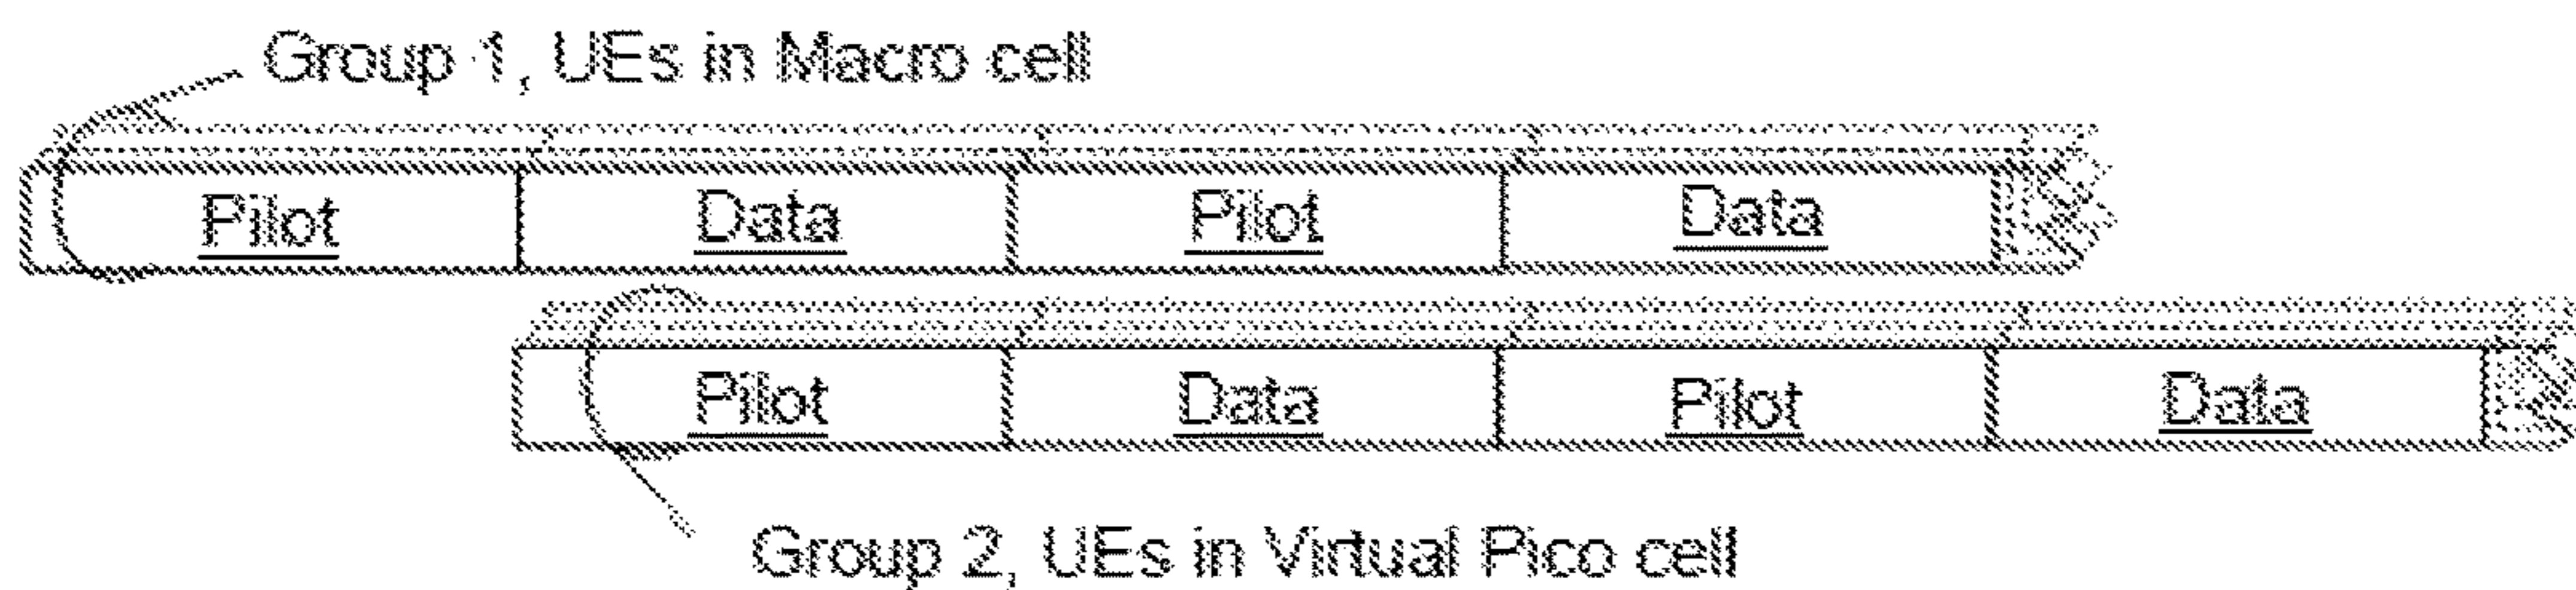 Group 1, UEs in Macro cell
Pilot Data Pilot Data
Pilot Data Pilot Data
Group 2, UEs in Virtual Pico cell